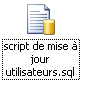 script de mise à
jour
utilisateurs.sql